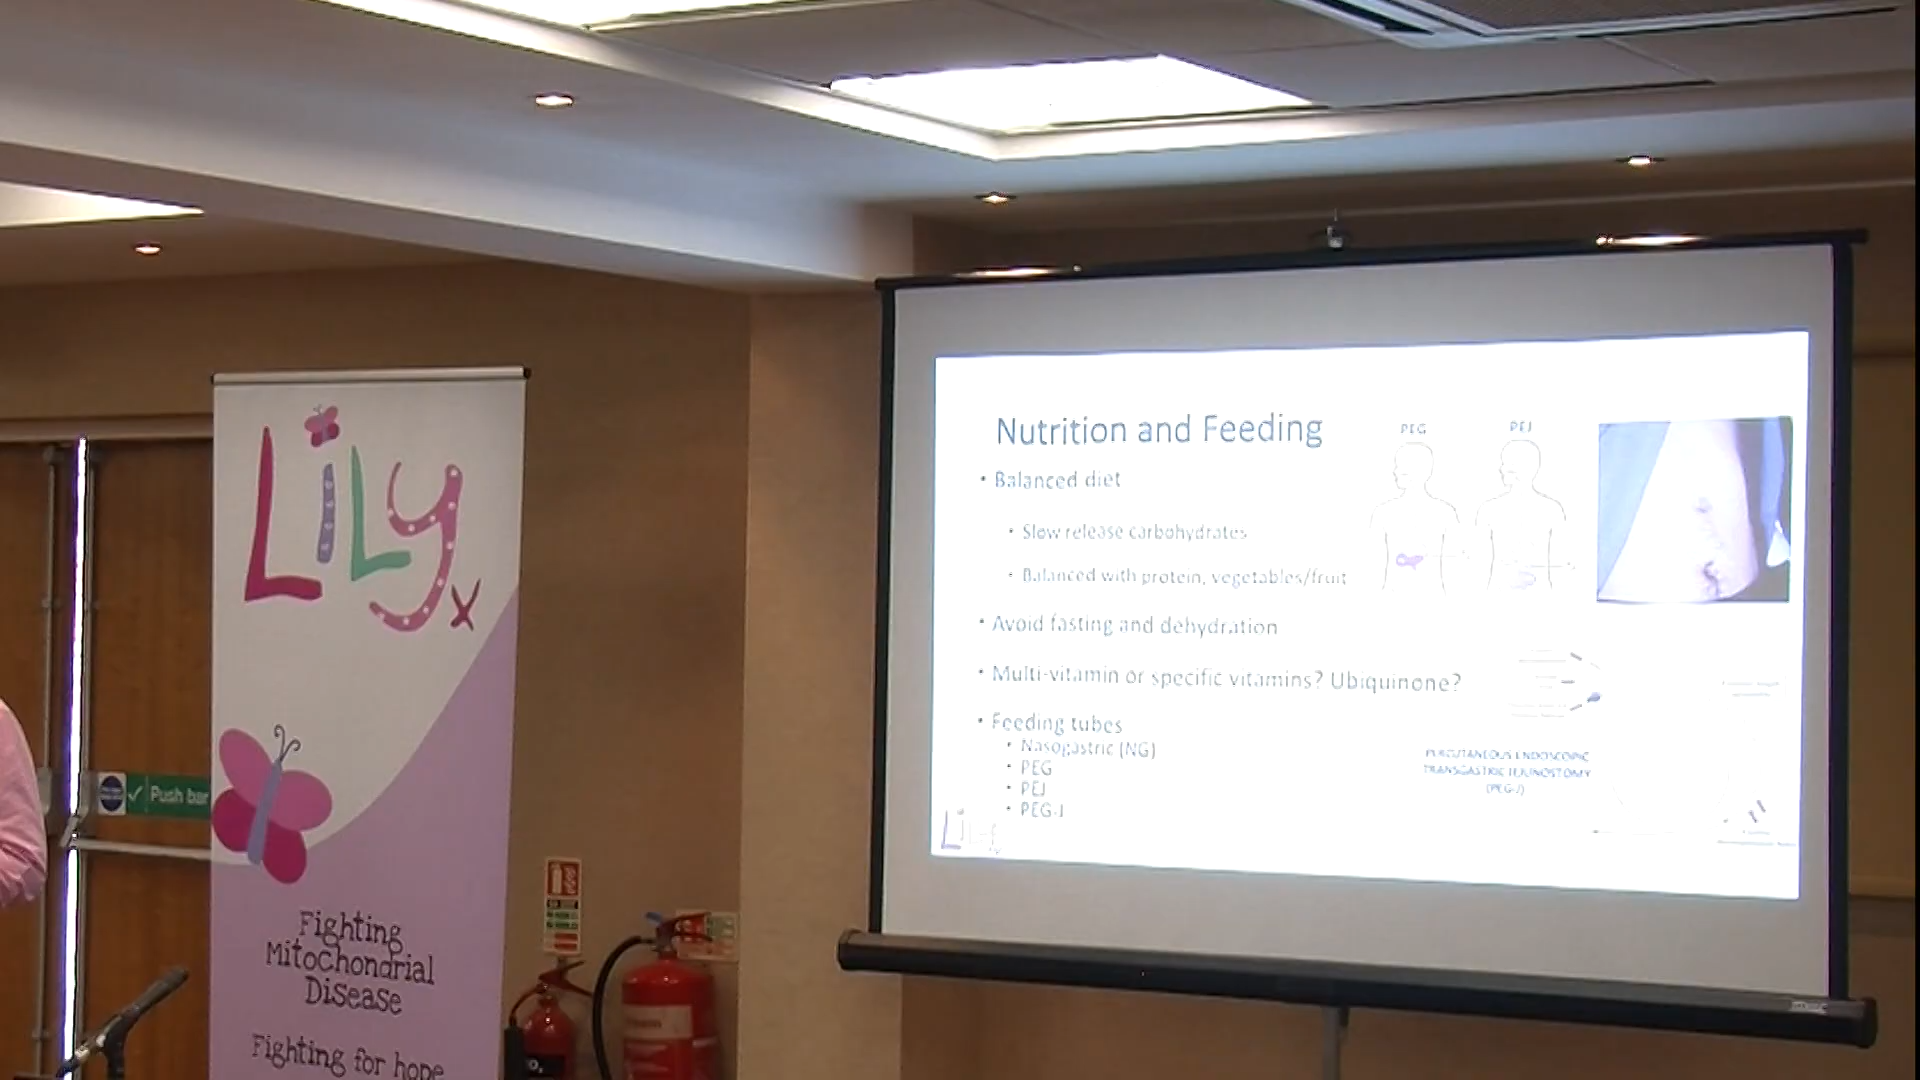 Lily
x
Fighting
Mitochondrial
Disease
Fighting for hope
Push bar
Nutrition and Feeding
• Balanced diet
• Slow release carbohydrates
• Balanced with protein, vegetables/fruit
• Avoid fasting and dehydration
• Multi-vitamin or specific vitamins? Ubiquinone?
• Feeding tubes
• Nasogastric (NG)
• PEG
• PEJ
• PEG-J
PEG
PEJ
PERCUTANEOUS ENDOSCOPIC
TRANSGASTRIC JEJUNOSTOMY
(PEG-J)
Lily